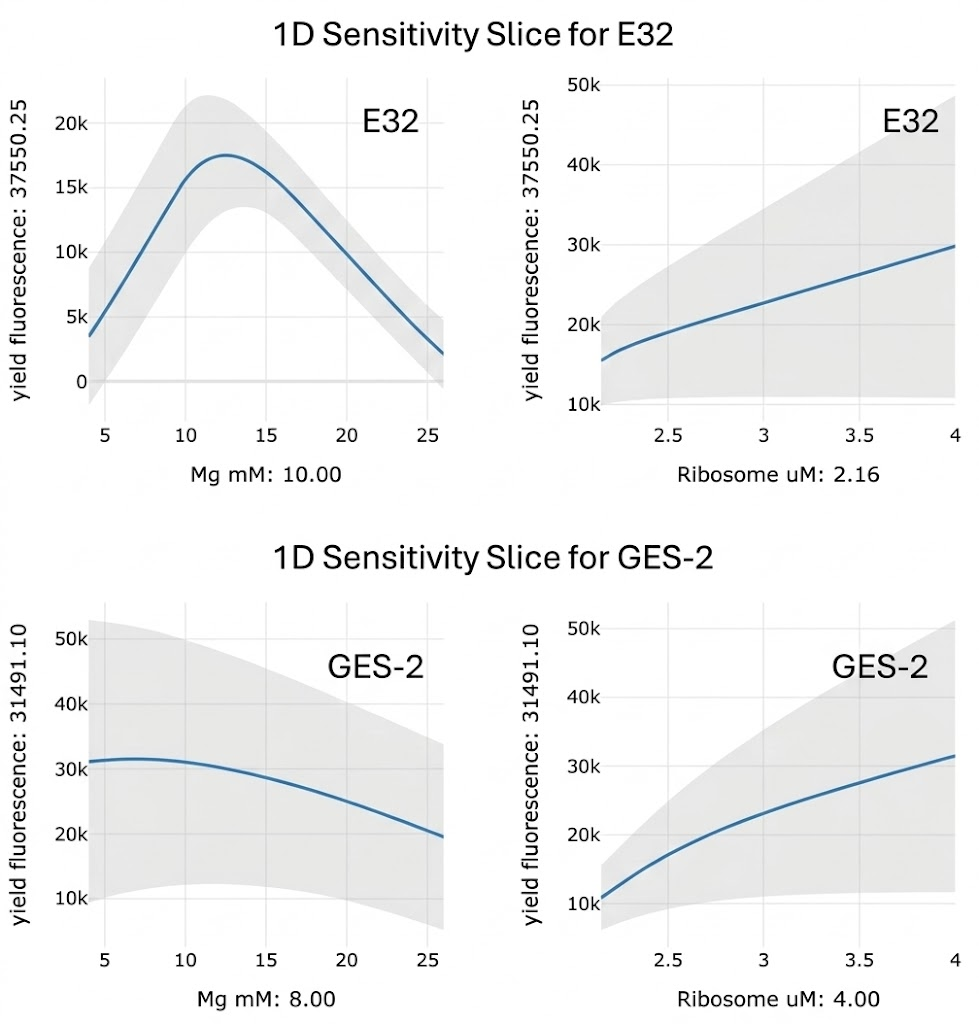 1D Sensitivity Slice for E32
yield fluorescence: 37550.25
20k
15k
10k
5k
0
E32
5 10 15 20 25
Mg mM: 10.00
yield fluorescence: 37550.25
50k
40k
30k
20k
10k
E32
2.5 3 3.5 4
Ribosome uM: 2.16
1D Sensitivity Slice for GES-2
yield fluorescence: 31491.10
50k
40k
30k
20k
10k
GES-2
5 10 15 20 25
Mg mM: 8.00
yield fluorescence: 31491.10
50k
40k
30k
20k
10k
GES-2
2.5 3 3.5 4
Ribosome uM: 4.00